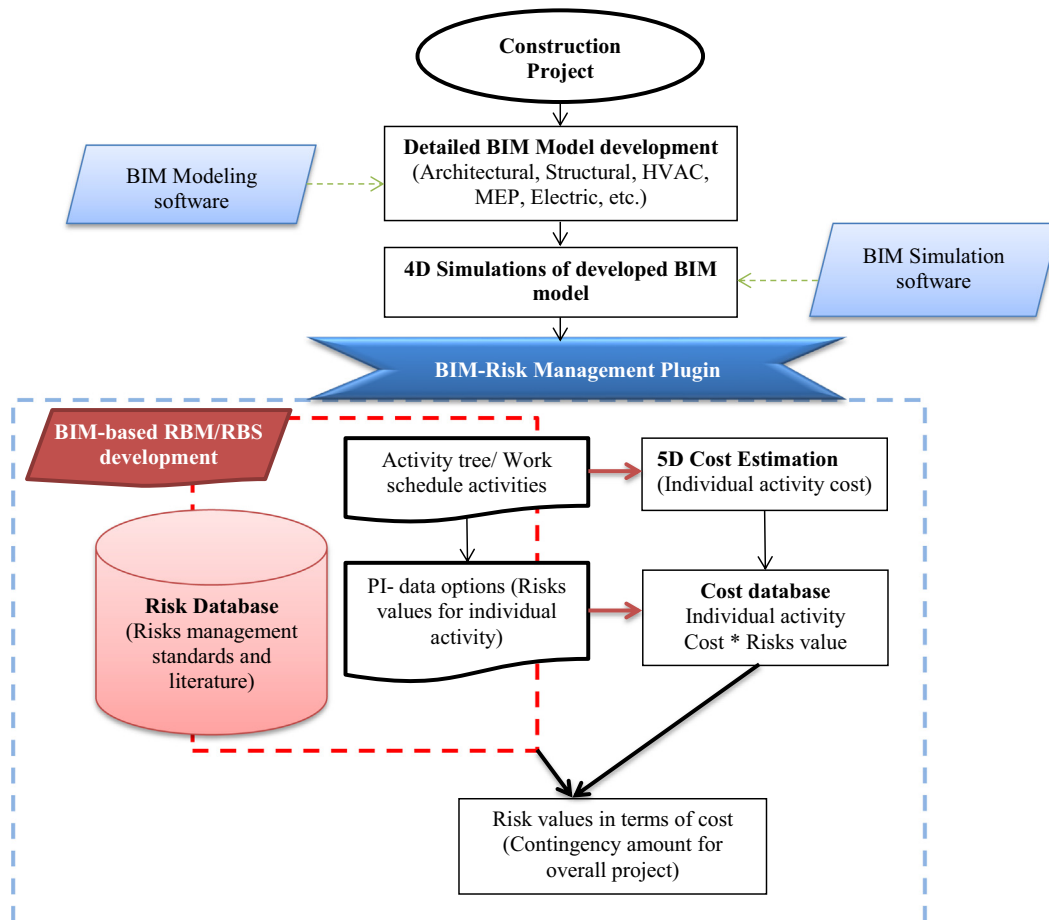 Construction
Project
Detailed BIM Model development
(Architectural, Structural, HVAC,
MEP, Electric, etc.)
BIM Modeling
software
4D Simulations of developed BIM
model
BIM Simulation
software
BIM-Risk Management Plugin
BIM-based RBM/RBS
development
Activity tree/ Work
schedule activities
5D Cost Estimation
(Individual activity cost)
Risk Database
(Risks management
standards and
literature)
PI- data options (Risks
values for individual
activity)
Cost database
Individual activity
Cost * Risks value
Risk values in terms of cost
(Contingency amount for
overall project)